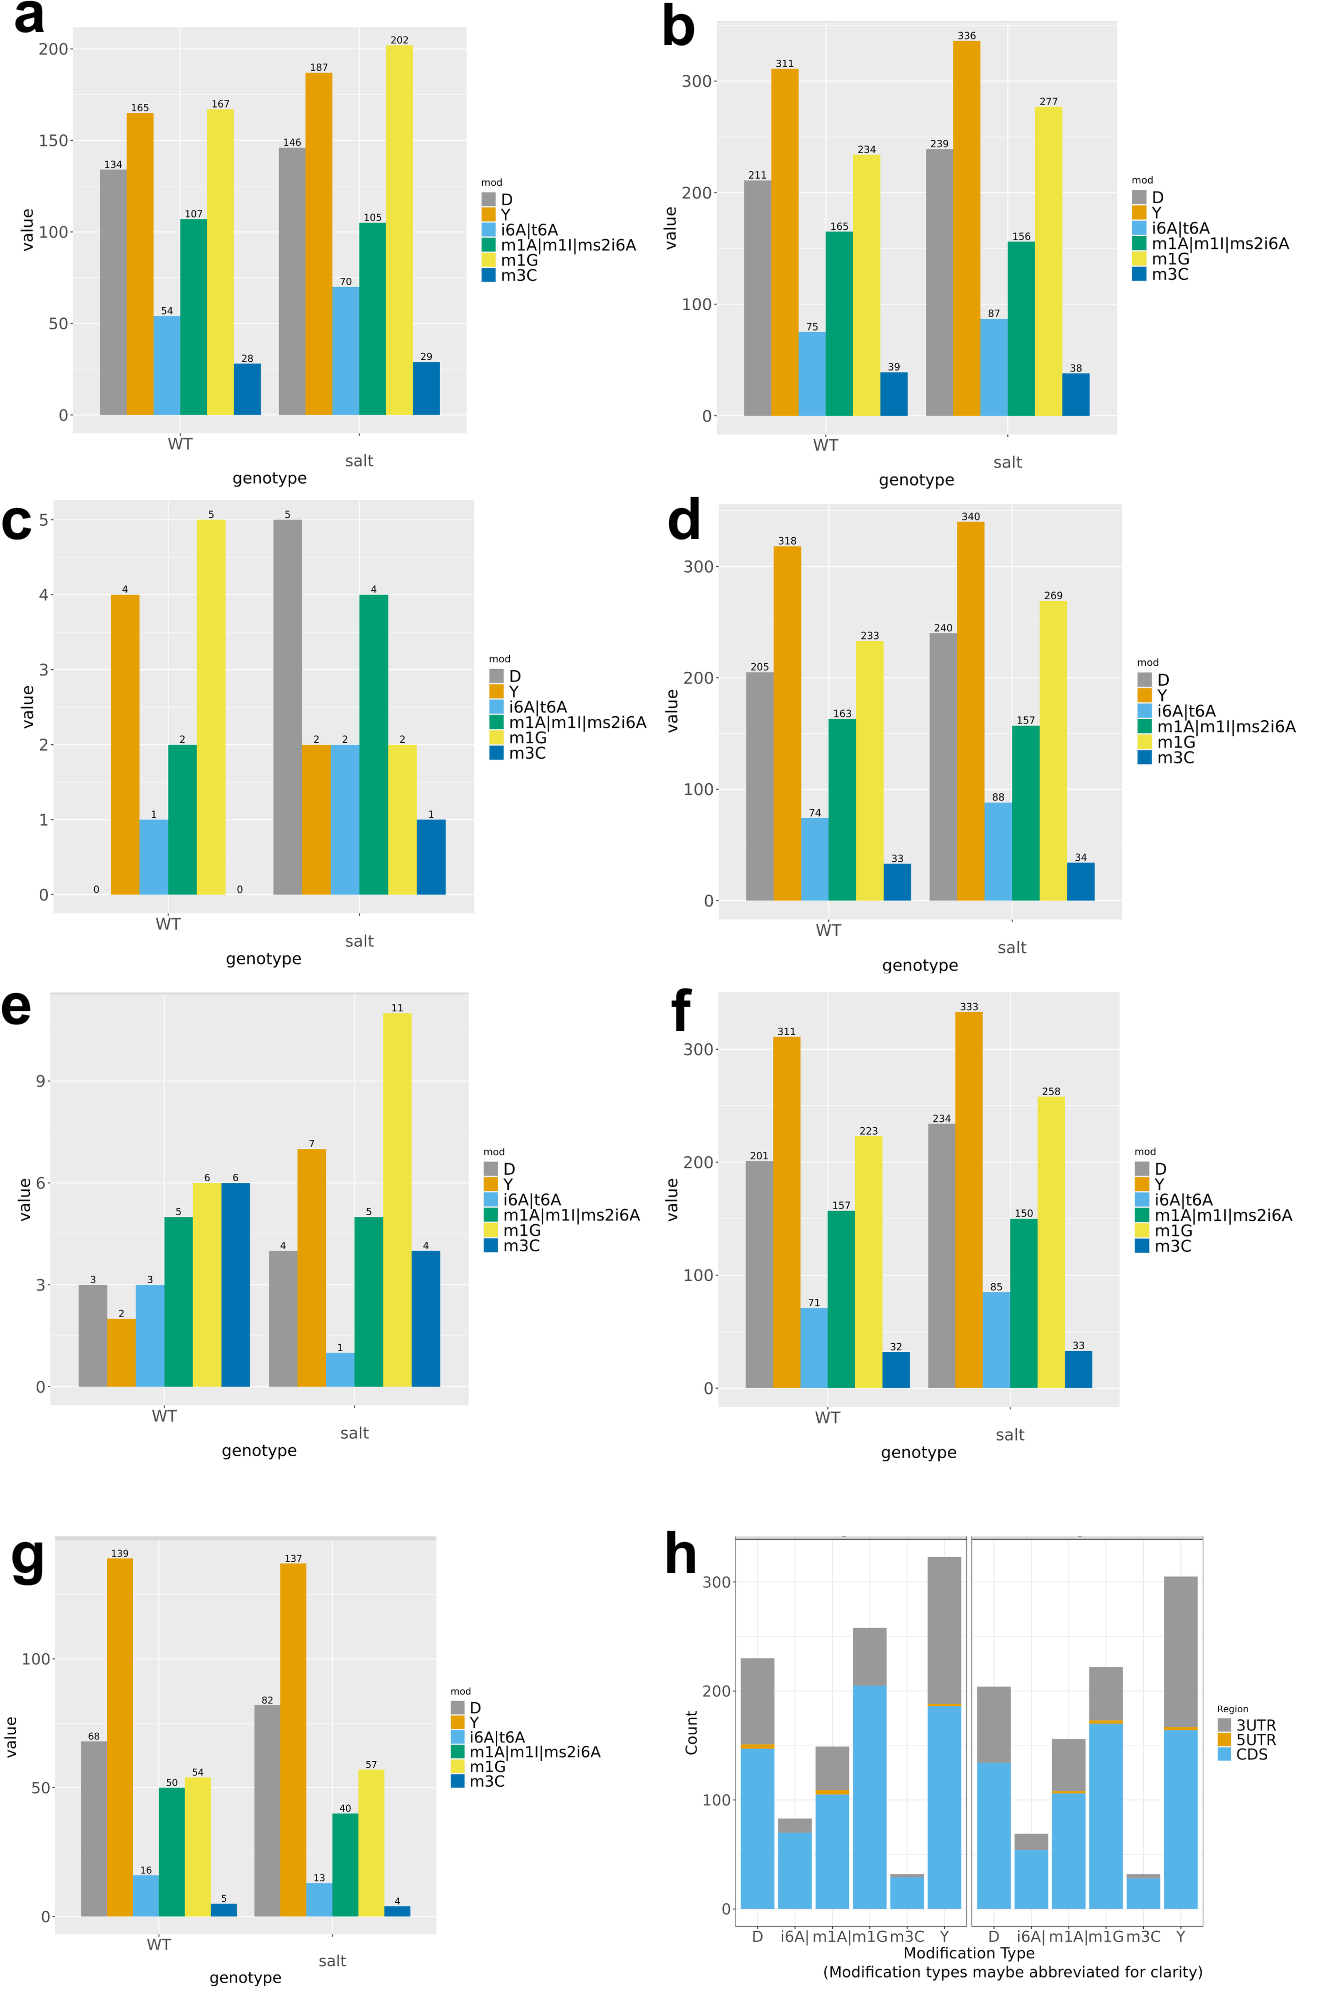 a
200
150
100
50
0
value
134
165
54
107
167
28
146
187
70
105
202
29
WT
salt
genotype
mod
D
Y
i6A|t6A
m1A|m1I|ms2i6A
m1G
m3C
b
300
200
100
0
value
211
311
75
165
234
39
239
336
87
156
277
38
WT
salt
genotype
mod
D
Y
i6A|t6A
m1A|m1I|ms2i6A
m1G
m3C
c
5
4
3
2
1
0
value
0
4
1
2
5
0
5
2
2
4
2
1
WT
salt
genotype
mod
D
Y
i6A|t6A
m1A|m1I|ms2i6A
m1G
m3C
d
300
200
100
0
value
205
318
74
163
233
33
240
340
88
157
269
34
WT
salt
genotype
mod
D
Y
i6A|t6A
m1A|m1I|ms2i6A
m1G
m3C
e
9
6
3
0
value
3
2
3
5
6
6
4
7
1
5
11
4
WT
salt
genotype
mod
D
Y
i6A|t6A
m1A|m1I|ms2i6A
m1G
m3C
f
300
200
100
0
value
201
311
71
157
223
32
234
333
85
150
258
33
WT
salt
genotype
mod
D
Y
i6A|t6A
m1A|m1I|ms2i6A
m1G
m3C
g
100
50
0
value
68
139
16
50
54
5
82
137
13
40
57
4
WT
salt
genotype
mod
D
Y
i6A|t6A
m1A|m1I|ms2i6A
m1G
m3C
h
300
200
100
0
Count
D i6A| m1A| m1G m3C Y
D i6A| m1A| m1G m3C Y
Modification Type
(Modification types maybe abbreviated for clarity)
Region
3UTR
5UTR
CDS